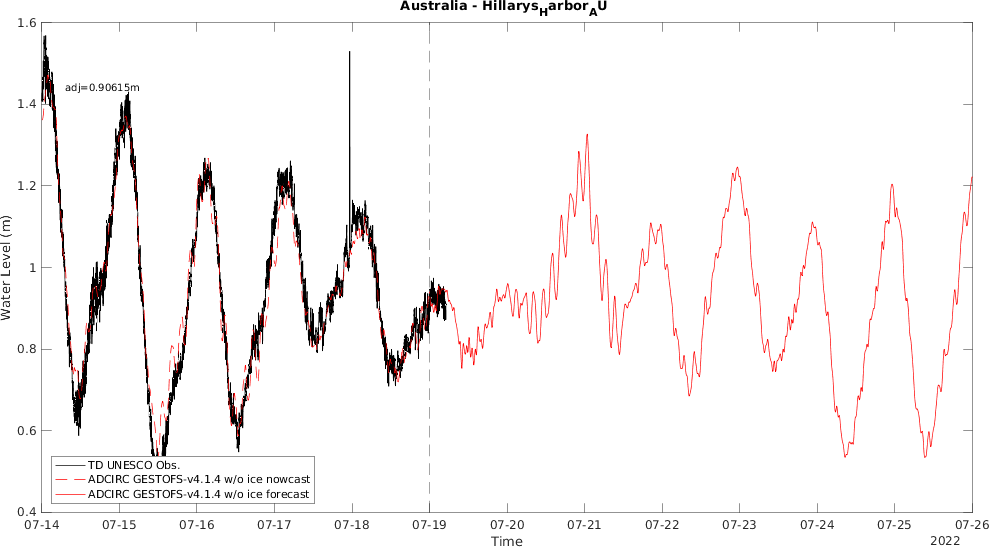 Australia - HillarysHarborAU
1.6
adj=0.90615m
1.4
1.2
1
0.8
0.6
0.4
Water Level (m)
TD UNESCO Obs.
ADCIRC GESTOFS-v4.1.4 w/o ice nowcast
ADCIRC GESTOFS-v4.1.4 w/o ice forecast
07-14 07-15 07-16 07-17 07-18 07-19 07-20 07-21 07-22 07-23 07-24 07-25 07-26
Time
2022